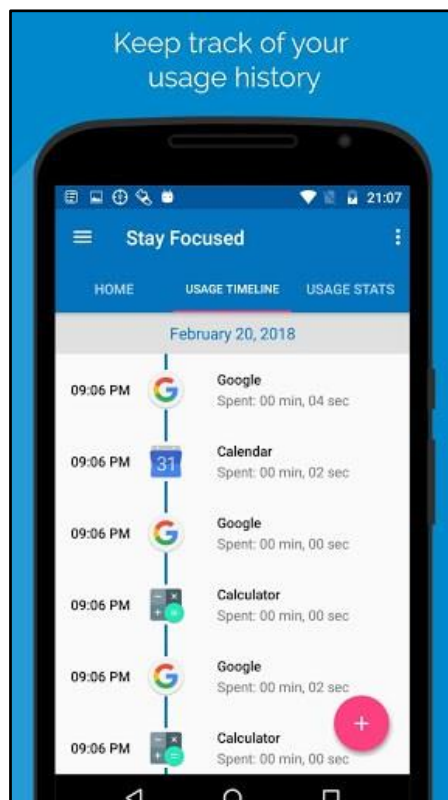 Keep track of your
usage history
21:07
Stay Focused
HOME USAGE TIMELINE USAGE STATS
February 20, 2018
09:06 PM Google
Spent: 00 min, 04 sec
09:06 PM 31 Calendar
Spent: 00 min, 02 sec
09:06 PM Google
Spent: 00 min, 00 sec
09:06 PM Calculator
Spent: 00 min, 00 sec
09:06 PM Google
Spent: 00 min, 02 sec
09:06 PM Calculator
Spent: 00 min, 00 sec